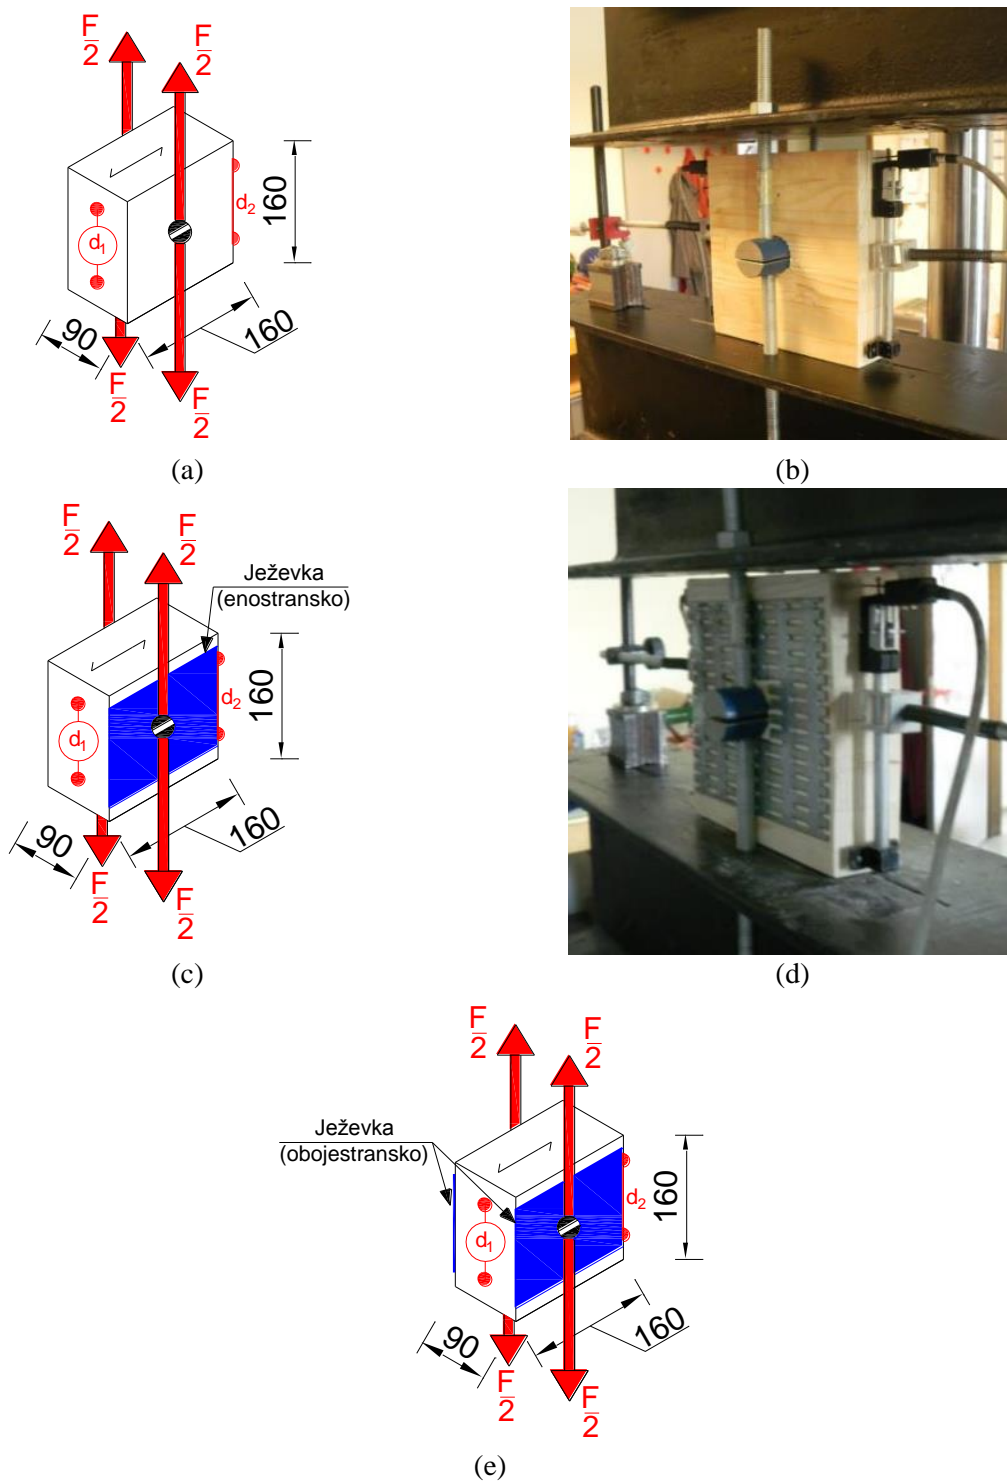 F/2
F/2
d₁
d₂
160
90
160
F/2
F/2
(a)
(b)
F/2
F/2
Ježevka
(enostransko)
d₁
d₂
160
90
160
F/2
F/2
(c)
(d)
F/2
F/2
Ježevka
(obojestransko)
d₁
d₂
160
90
160
F/2
F/2
(e)